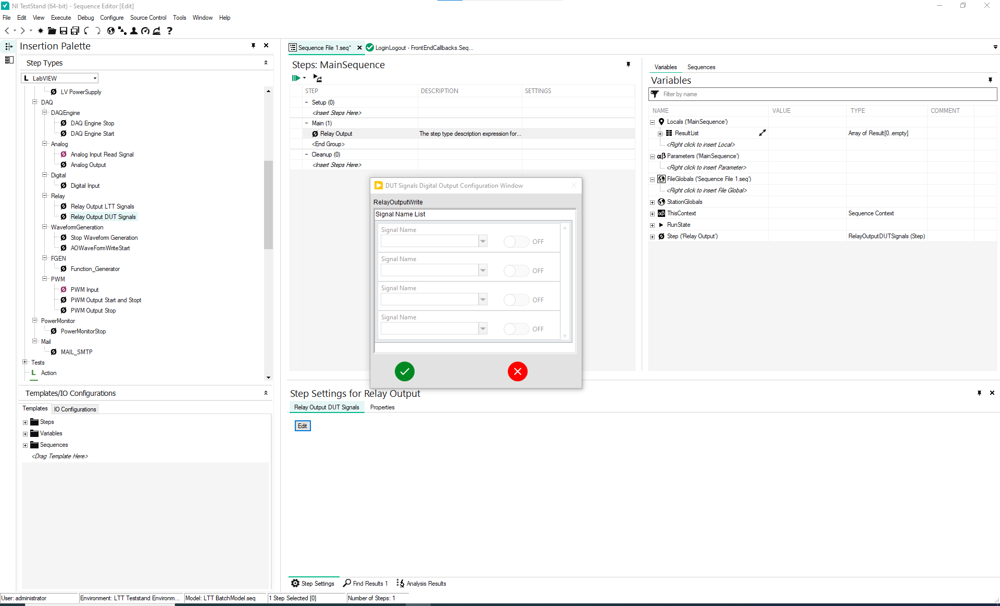 NI TestStand (64-bit) - Sequence Editor [Edit]
File Edit View Execute Debug Configure Source Control Tools Window Help
Insertion Palette
Step Types
L LabVIEW
LV PowerSupply
DAQ
DAQEngine
DAQ Engine Stop
DAQ Engine Start
Analog
Analog Input Read Signal
Analog Output
Digital
Digital Input
Relay
Relay Output LTT Signals
Relay Output DUT Signals
WaveformGeneration
Stop Waveform Generation
AOWaveFormWriteStart
FGEN
Function_Generator
PWM
PWM Input
PWM Output Start and Stopt
PWM Output Stop
PowerMonitor
PowerMonitorStop
Mail
MAIL_SMTP
Tests
L Action
Templates/IO Configurations
Templates IO Configurations
Steps
Variables
Sequences
<Drag Template Here>
Sequence File 1.seq* LoginLogout - FrontEndCallbacks.Seq...
Steps: MainSequence
STEP DESCRIPTION SETTINGS
Setup (0)
<Insert Steps Here>
Main (1)
Relay Output The step type description expression for...
<End Group>
Cleanup (0)
<Insert Steps Here>
DUT Signals Digital Output Configuration Window
RelayOutputWrite
Signal Name List
Signal Name
OFF
Signal Name
OFF
Signal Name
OFF
Signal Name
OFF
Variables Sequences
Variables
Filter by name
NAME VALUE TYPE COMMENT
Locals ('MainSequence')
ResultList Array of Result[0..empty]
<Right click to insert Local>
αβ Parameters ('MainSequence')
<Right click to insert Parameter>
FileGlobals ('Sequence File 1.seq')
<Right click to insert File Global>
StationGlobals
αβ ThisContext Sequence Context
RunState
Step ('Relay Output') RelayOutputDUTSignals (Step)
Step Settings for Relay Output
Relay Output DUT Signals Properties
Edit
Step Settings Find Results 1 Analysis Results
User: administrator Environment: LTT Teststand Environm... Model: LTT BatchModel.seq 1 Step Selected [0] Number of Steps: 1